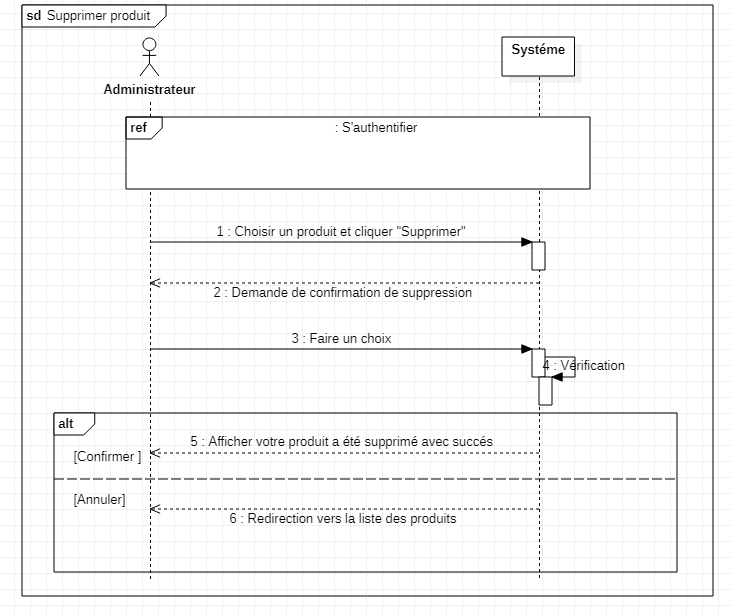 sd Supprimer produit
Administrateur
Systéme
ref
: S'authentifier
1 : Choisir un produit et cliquer "Supprimer"
2 : Demande de confirmation de suppression
3 : Faire un choix
4 : Vérification
alt
5 : Afficher votre produit a été supprimé avec succés
[Confirmer ]
[Annuler]
6 : Redirection vers la liste des produits